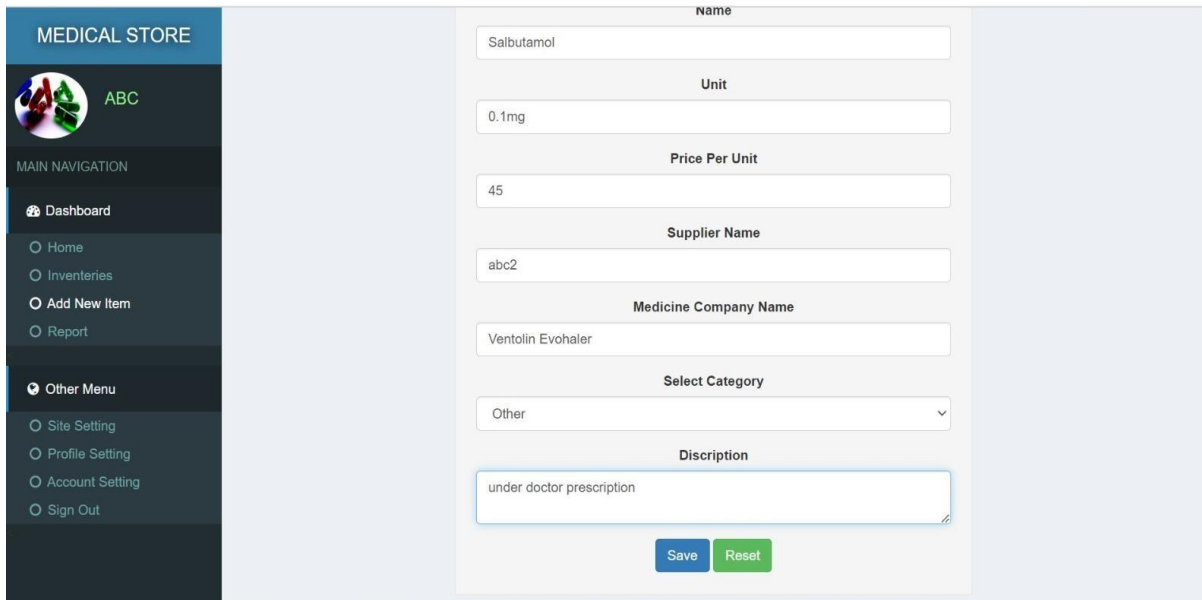 MEDICAL STORE
ABC
MAIN NAVIGATION
Dashboard
Home
Inventeries
Add New Item
Report
Other Menu
Site Setting
Profile Setting
Account Setting
Sign Out
Name
Salbutamol
Unit
0.1mg
Price Per Unit
45
Supplier Name
abc2
Medicine Company Name
Ventolin Evohaler
Select Category
Other
Discription
under doctor prescription
Save Reset